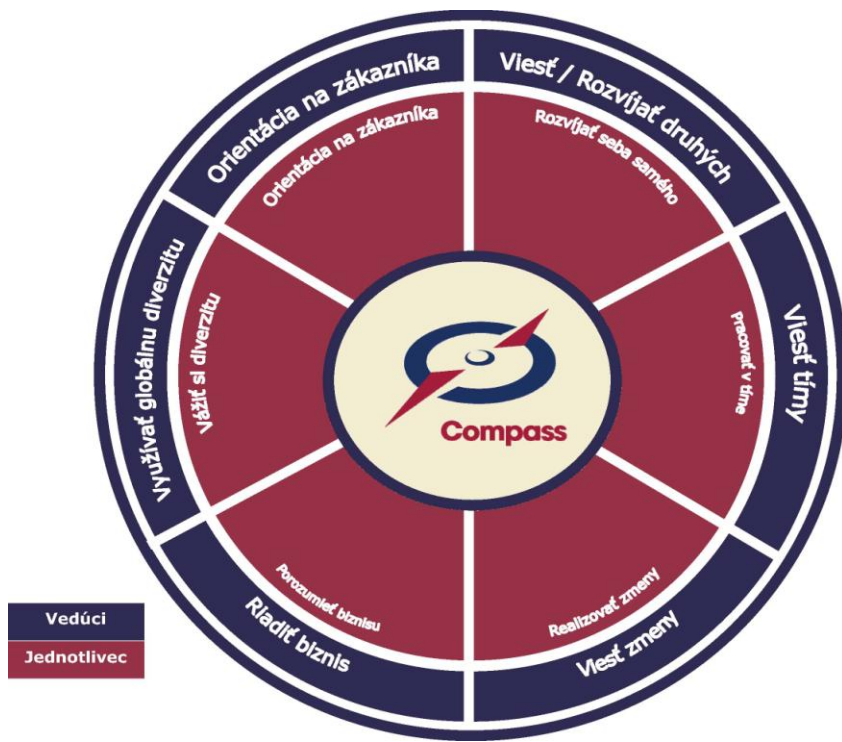 Orientácia na zákazníka
Viesť / Rozvíjať druhých
Orientácia na zákazníka
Rozvíjať seba samého
Využívať globálnu diverzitu
Vážiť si diverzitu
Pracovať v tíme
Viesť tímy
Compass
Porozumieť biznisu
Realizovať zmeny
Riadiť biznis
Viesť zmeny
Vedúci
Jednotlivec